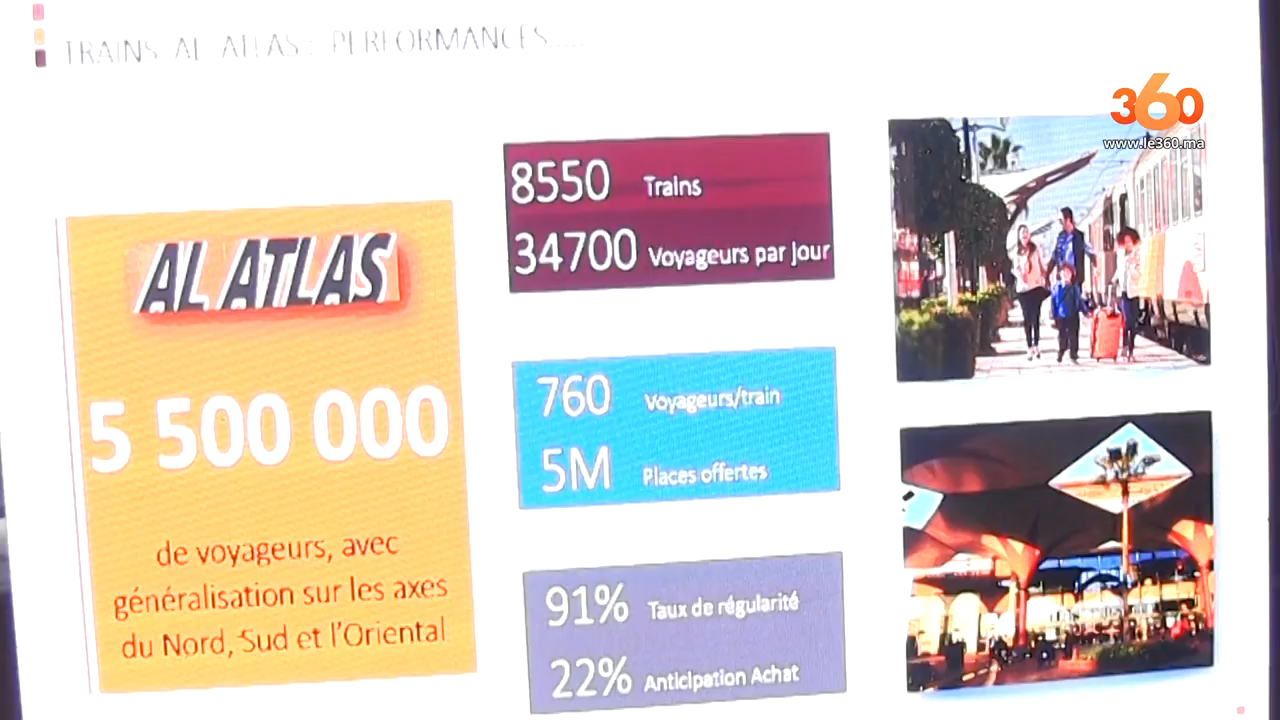 TRAINS AL ATLAS : PERFORMANCES.....
360
www.le360.ma
AL ATLAS
5 500 000
de voyageurs, avec
généralisation sur les axes
du Nord, Sud et l'Oriental
8550 Trains
34700 Voyageurs par jour
760 Voyageurs/train
5M Places offertes
91% Taux de régularité
22% Anticipation Achat